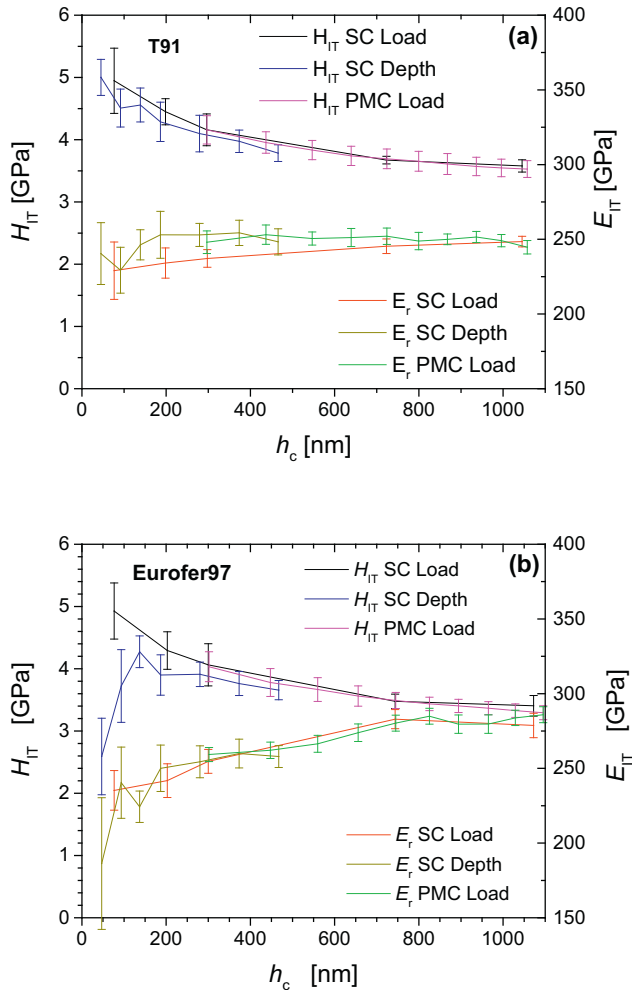 (a)
T91
H_IT SC Load
H_IT SC Depth
H_IT PMC Load
E_r SC Load
E_r SC Depth
E_r PMC Load
H_IT [GPa]
E_IT [GPa]
6
5
4
3
2
1
0
400
350
300
250
200
150
0 200 400 600 800 1000
h_c [nm]
(b)
Eurofer97
H_IT SC Load
H_IT SC Depth
H_IT PMC Load
E_r SC Load
E_r SC Depth
E_r PMC Load
H_IT [GPa]
E_IT [GPa]
6
5
4
3
2
1
0
400
350
300
250
200
150
0 200 400 600 800 1000
h_c [nm]